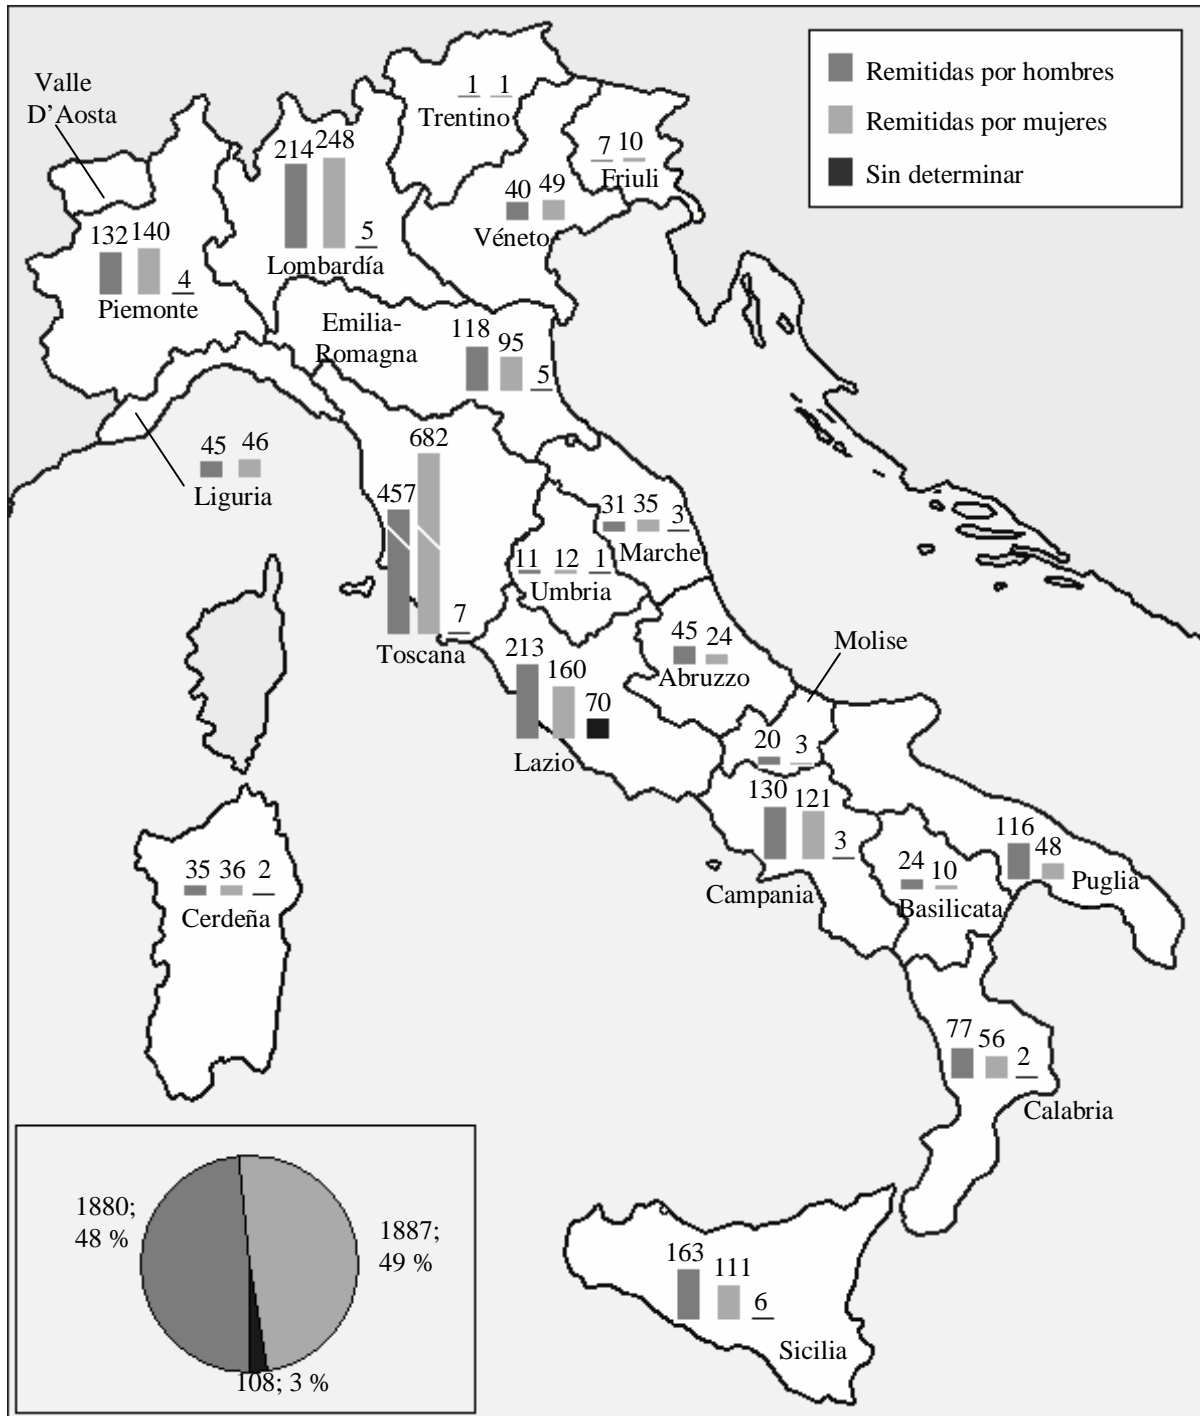 Remitidas por hombres
Remitidas por mujeres
Sin determinar
Valle
D’Aosta
1 1
Trentino
7 10
Friuli
214 248
5
Lombardía
40 49
Véneto
132 140
4
Piemonte
Emilia-
Romagna
118 95
5
45 46
Liguria
457 682
7
Toscana
31 35 3
Marche
11 12 1
Umbria
213 160 70
Lazio
45 24
Abruzzo
Molise
20 3
130 121
3
Campania
116 48
Puglia
24 10
Basilicata
35 36 2
Cerdeña
77 56 2
Calabria
163 111 6
Sicilia
1880;
48 %
1887;
49 %
108; 3 %